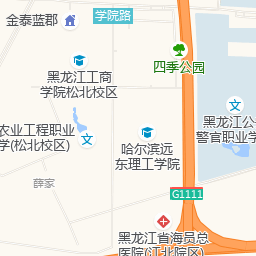 学院路
金泰蓝郡
四季公园
黑龙江工商
学院松北校区
黑龙江公
警官职业学
农业工程职业
学(松北校区)
哈尔滨远
东理工学院
薛家
G1111
黑龙江省海员总
医院(江北院区)